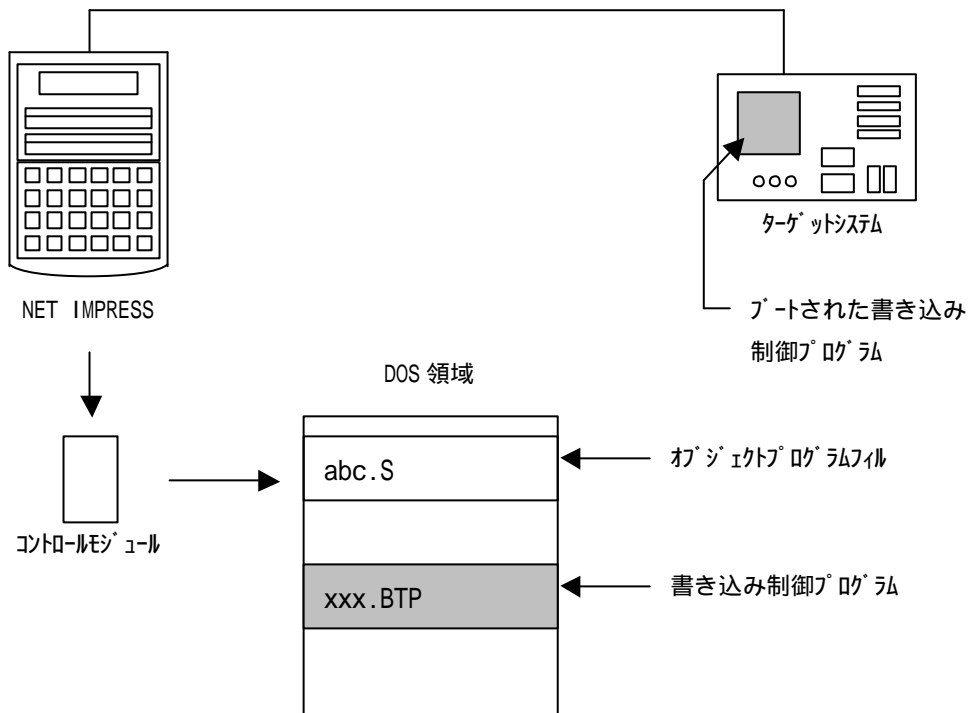 ﾀｰｹﾞｯﾄｼｽﾃﾑ
NET IMPRESS
ﾌﾞｰﾄされた書き込み
制御ﾌﾟﾛｸﾞﾗﾑ
DOS 領域
abc.S
ｵﾌﾞｼﾞｪｸﾄﾌﾟﾛｸﾞﾗﾑﾌｨﾙ
ｺﾝﾄﾛｰﾙﾓｼﾞｭｰﾙ
xxx.BTP
書き込み制御ﾌﾟﾛｸﾞﾗﾑ